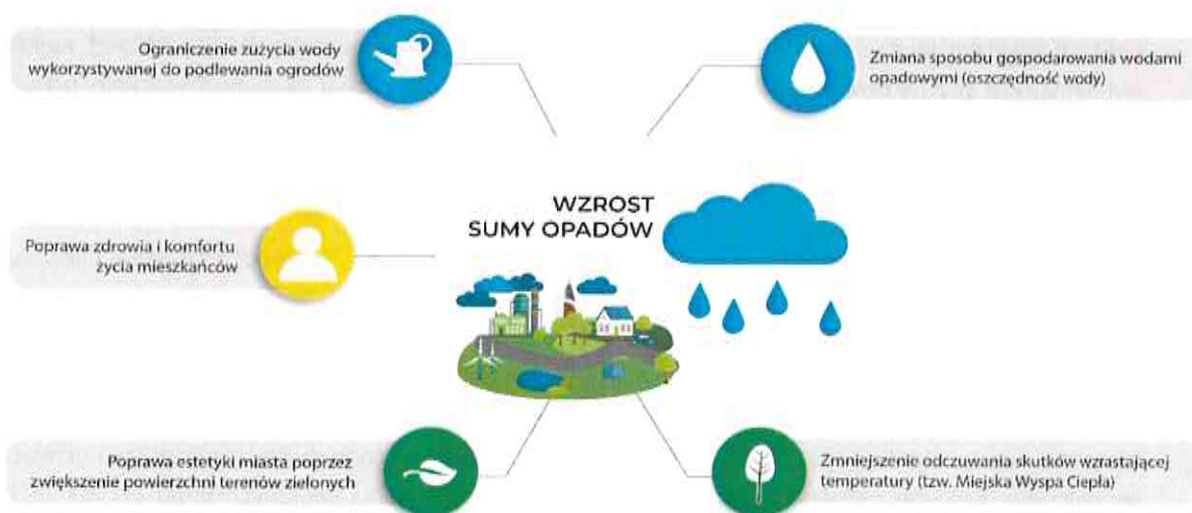 Ograniczenie zużycia wody
wykorzystywanej do podlewania ogrodów
Zmiana sposobu gospodarowania wodami
opadowymi (oszczędność wody)
WZROST
SUMY OPADÓW
Poprawa zdrowia i komfortu
życia mieszkańców
Poprawa estetyki miasta poprzez
zwiększenie powierzchni terenów zielonych
Zmniejszenie odczuwania skutków wzrastającej
temperatury (tzw. Miejska Wyspa Ciepła)